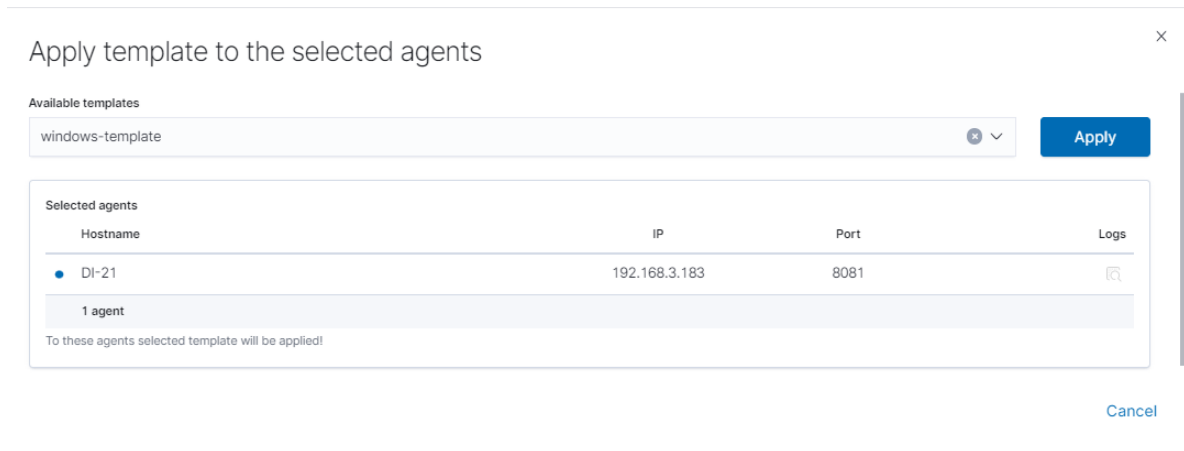 Apply template to the selected agents
Available templates
windows-template
Apply
Selected agents
Hostname IP Port Logs
DI-21 192.168.3.183 8081
1 agent
To these agents selected template will be applied!
Cancel